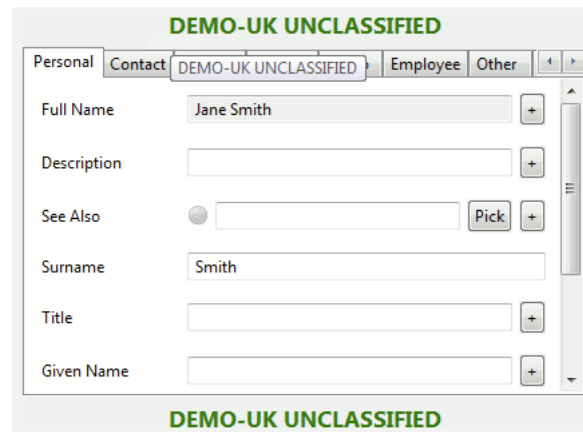 DEMO-UK UNCLASSIFIED
Personal Contact Employee Other
DEMO-UK UNCLASSIFIED
Full Name Jane Smith +
Description +
See Also Pick +
Surname Smith
Title +
Given Name +
DEMO-UK UNCLASSIFIED